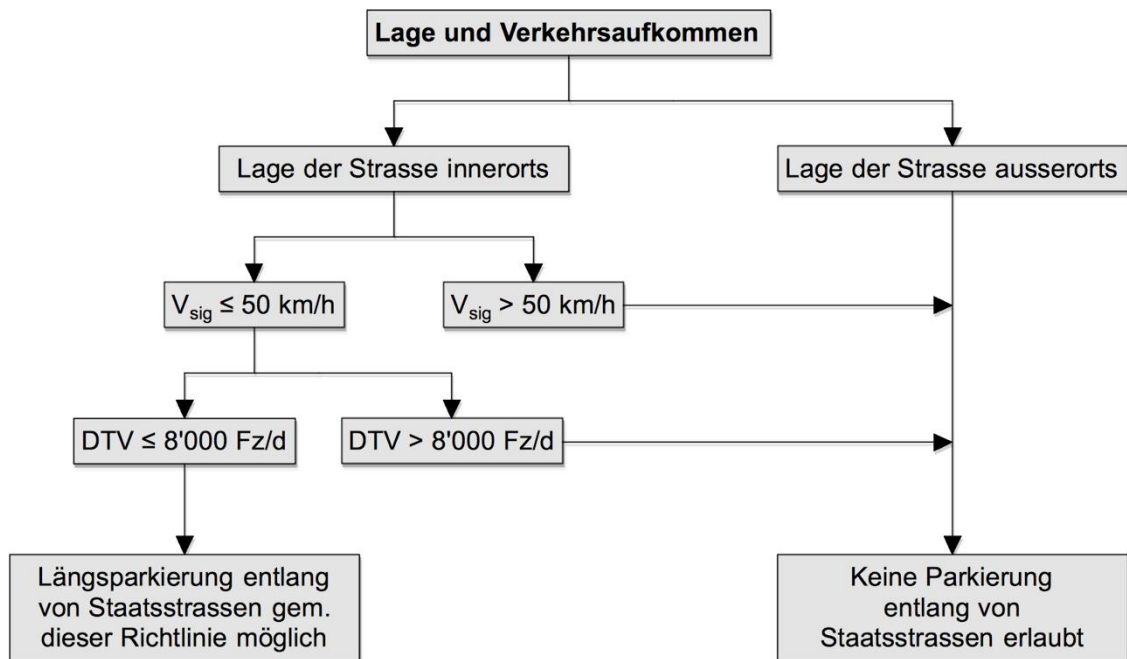 Lage und Verkehrsaufkommen
Lage der Strasse innerorts
Lage der Strasse ausserorts
Vsig ≤ 50 km/h
Vsig > 50 km/h
DTV ≤ 8'000 Fz/d
DTV > 8'000 Fz/d
Längsparkierung entlang
von Staatsstrassen gem.
dieser Richtlinie möglich
Keine Parkierung
entlang von
Staatsstrassen erlaubt